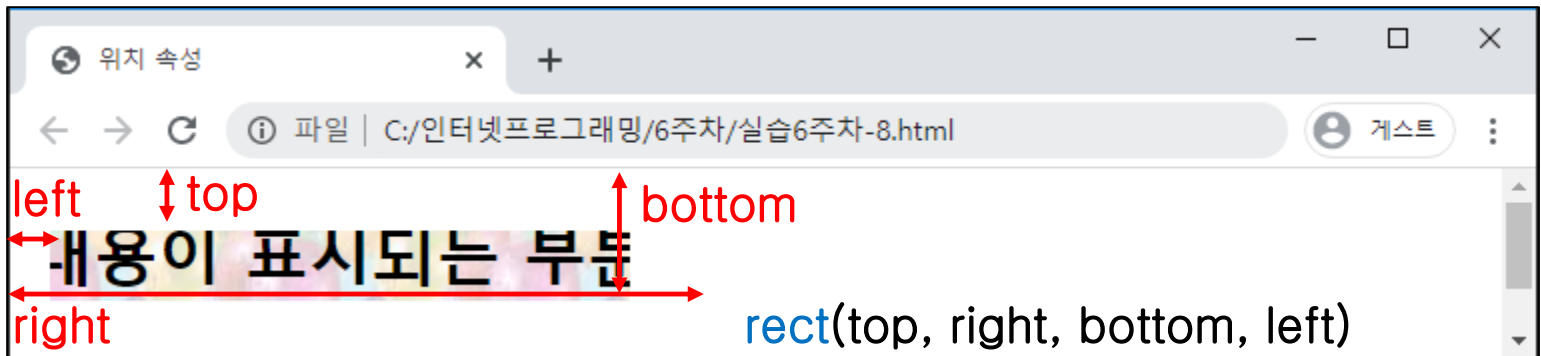 위치 속성
파일 | C:/인터넷프로그래밍/6주차/실습6주차-8.html
게스트
left
top
bottom
내용이 표시되는 부분
right
rect(top, right, bottom, left)